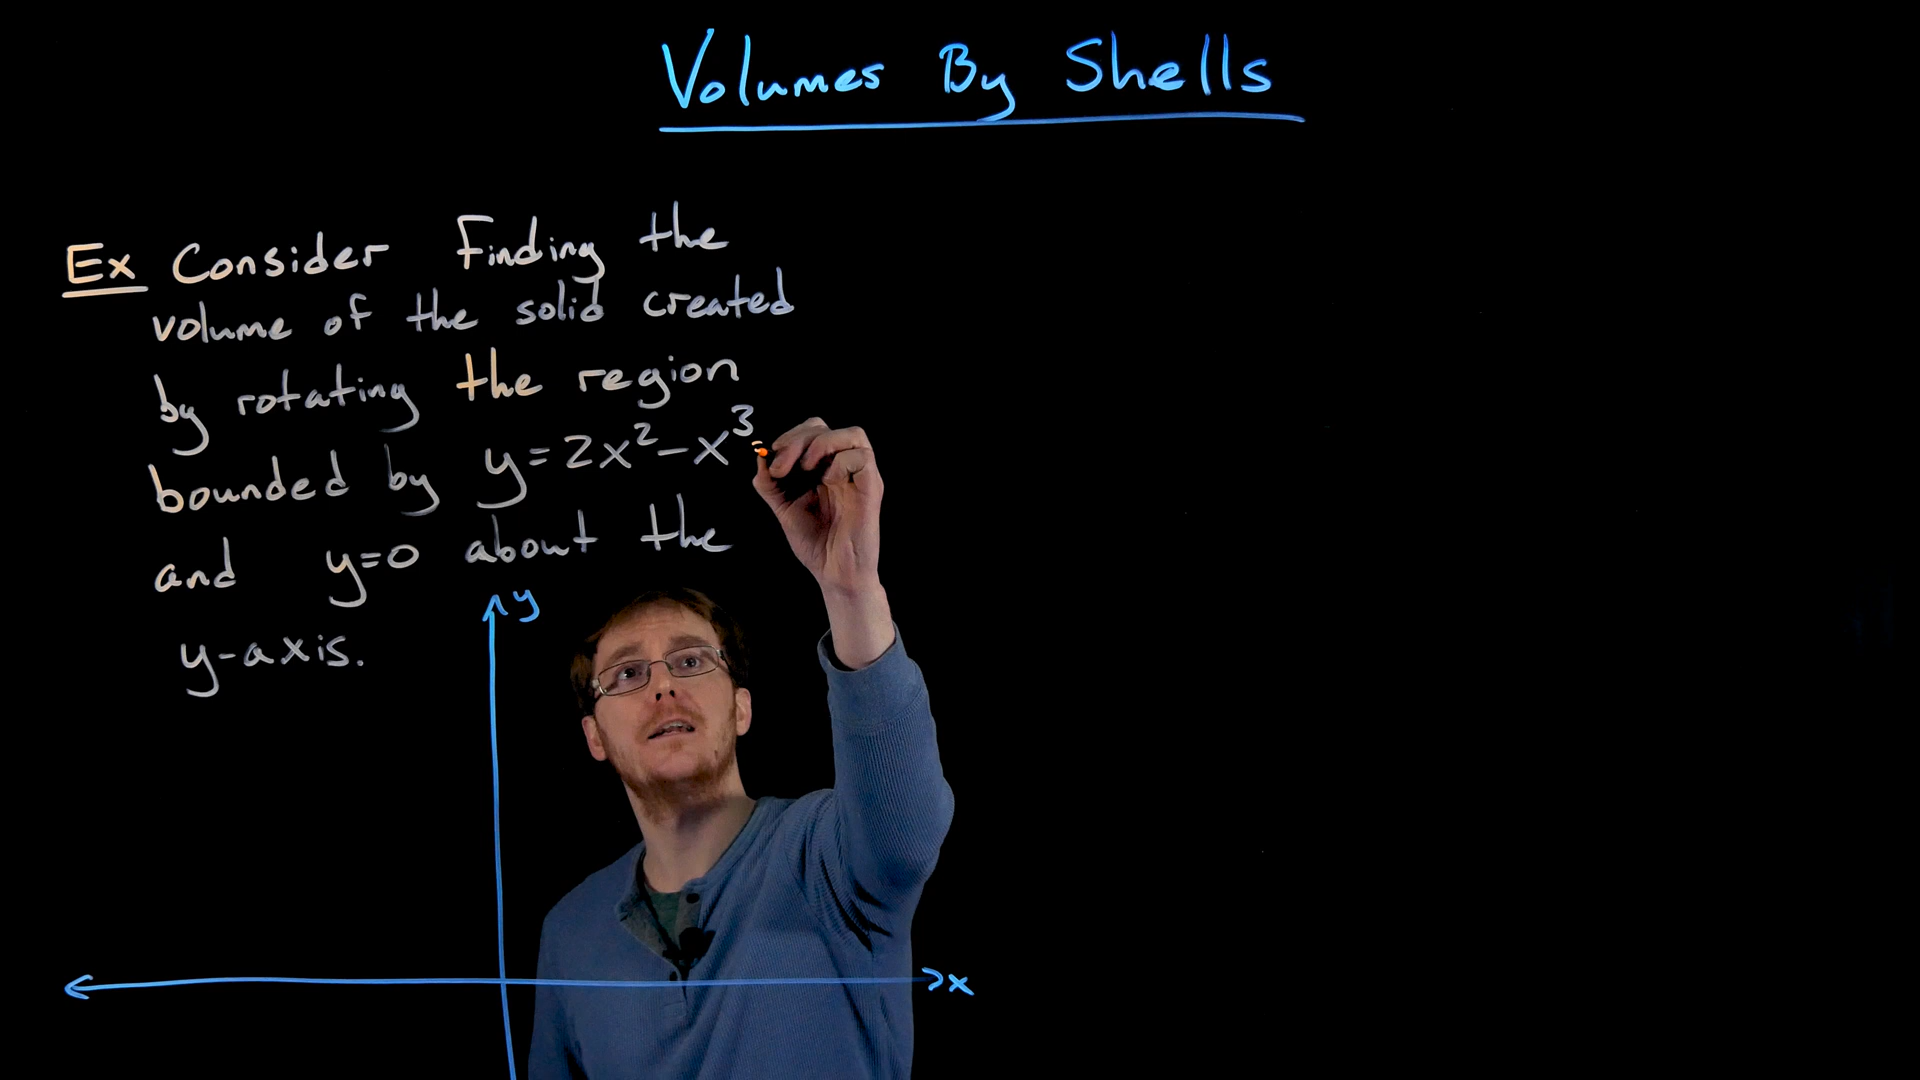 Volumes By Shells
Ex Consider Finding the
volume of the solid created
by rotating the region
bounded by y=2x²-x³=
and y=0 about the
y-axis.
y
x